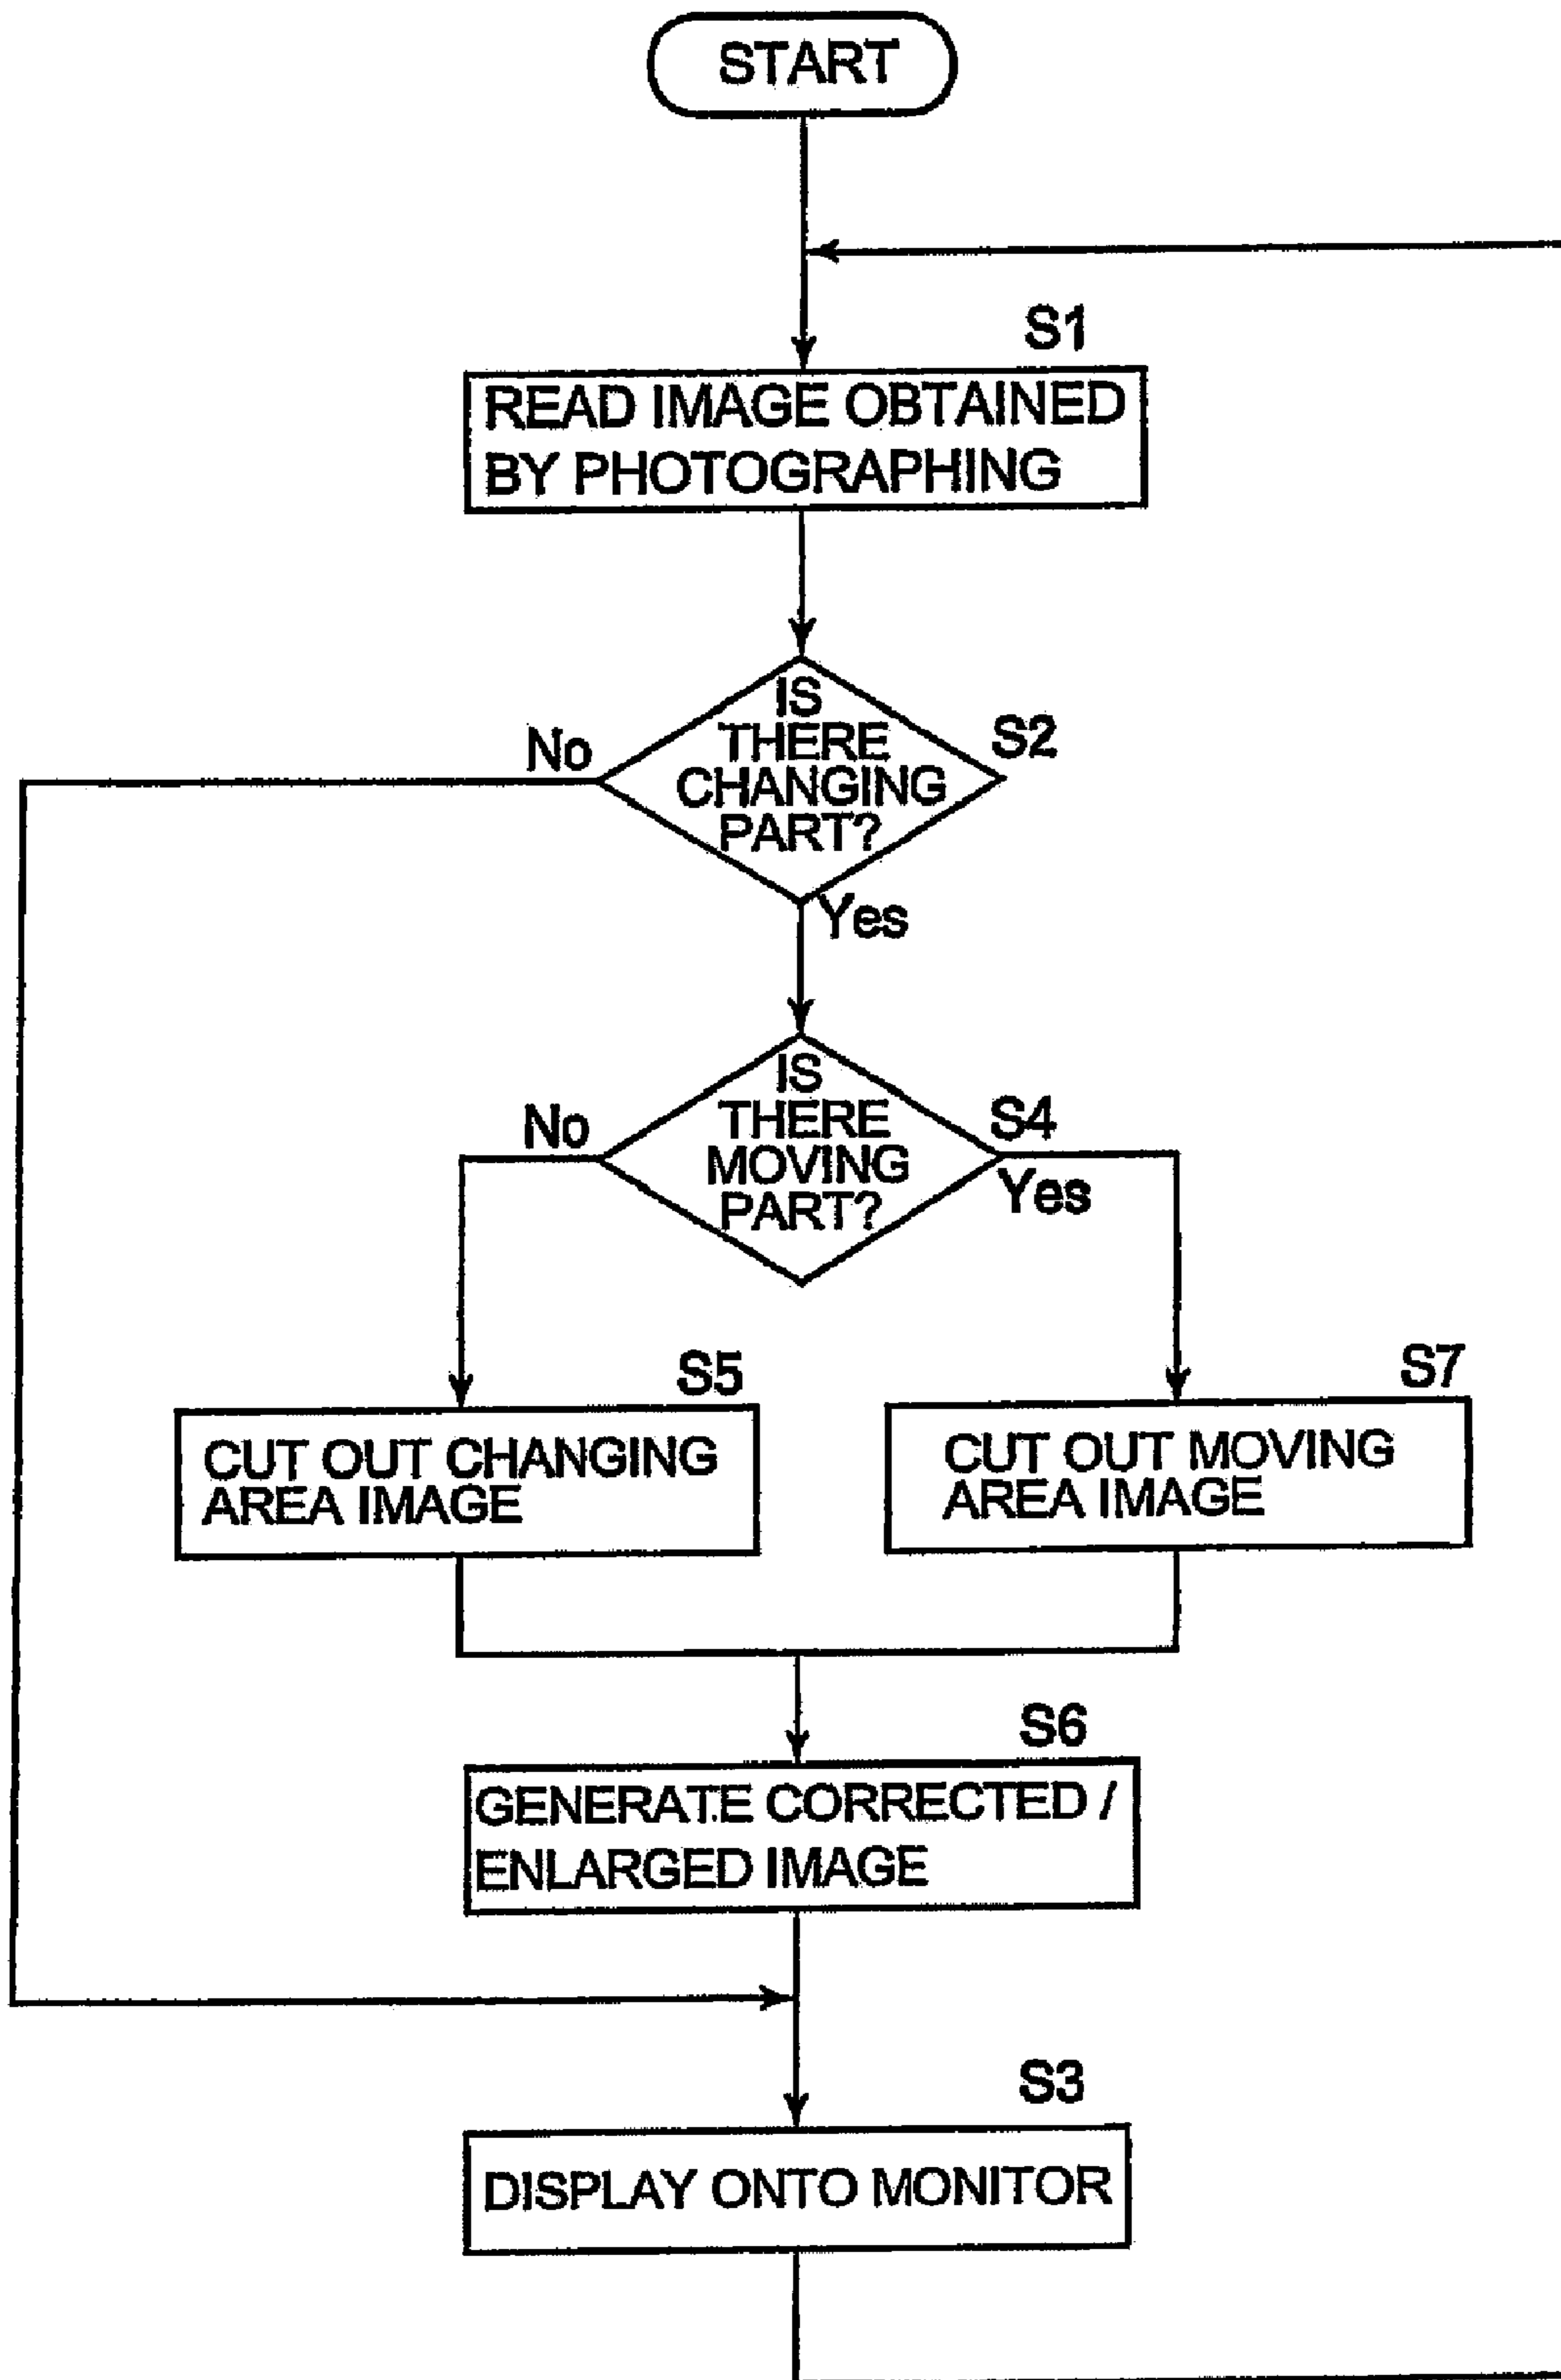 START
S1
READ IMAGE OBTAINED
BY PHOTOGRAPHING
IS
THERE
CHANGING
PART?
No
S2
Yes
IS
THERE
MOVING
PART?
No
S4
Yes
S5
CUT OUT CHANGING
AREA IMAGE
S7
CUT OUT MOVING
AREA IMAGE
S6
GENERATE CORRECTED /
ENLARGED IMAGE
S3
DISPLAY ONTO MONITOR